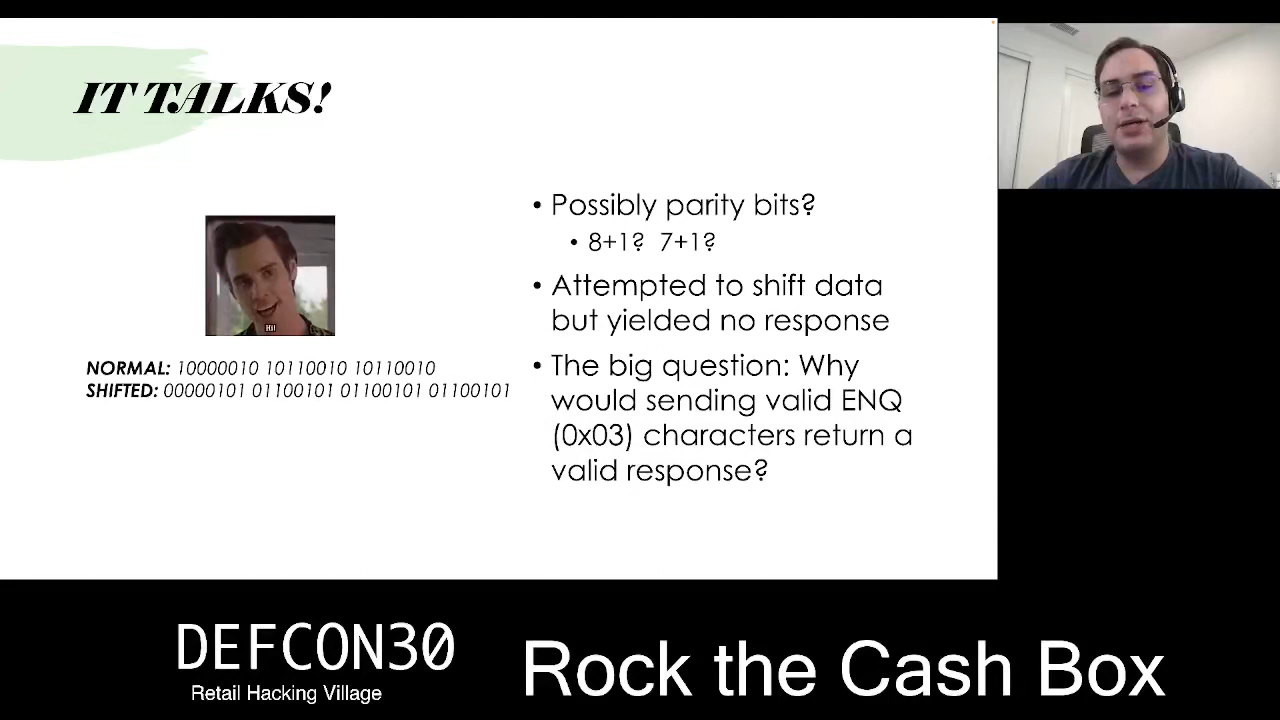 IT TALKS!
Hi!
NORMAL: 10000010 10110010 10110010
SHIFTED: 00000101 01100101 01100101 01100101
• Possibly parity bits?
• 8+1? 7+1?
• Attempted to shift data
but yielded no response
• The big question: Why
would sending valid ENQ
(0x03) characters return a
valid response?
DEFCON30
Retail Hacking Village
Rock the Cash Box